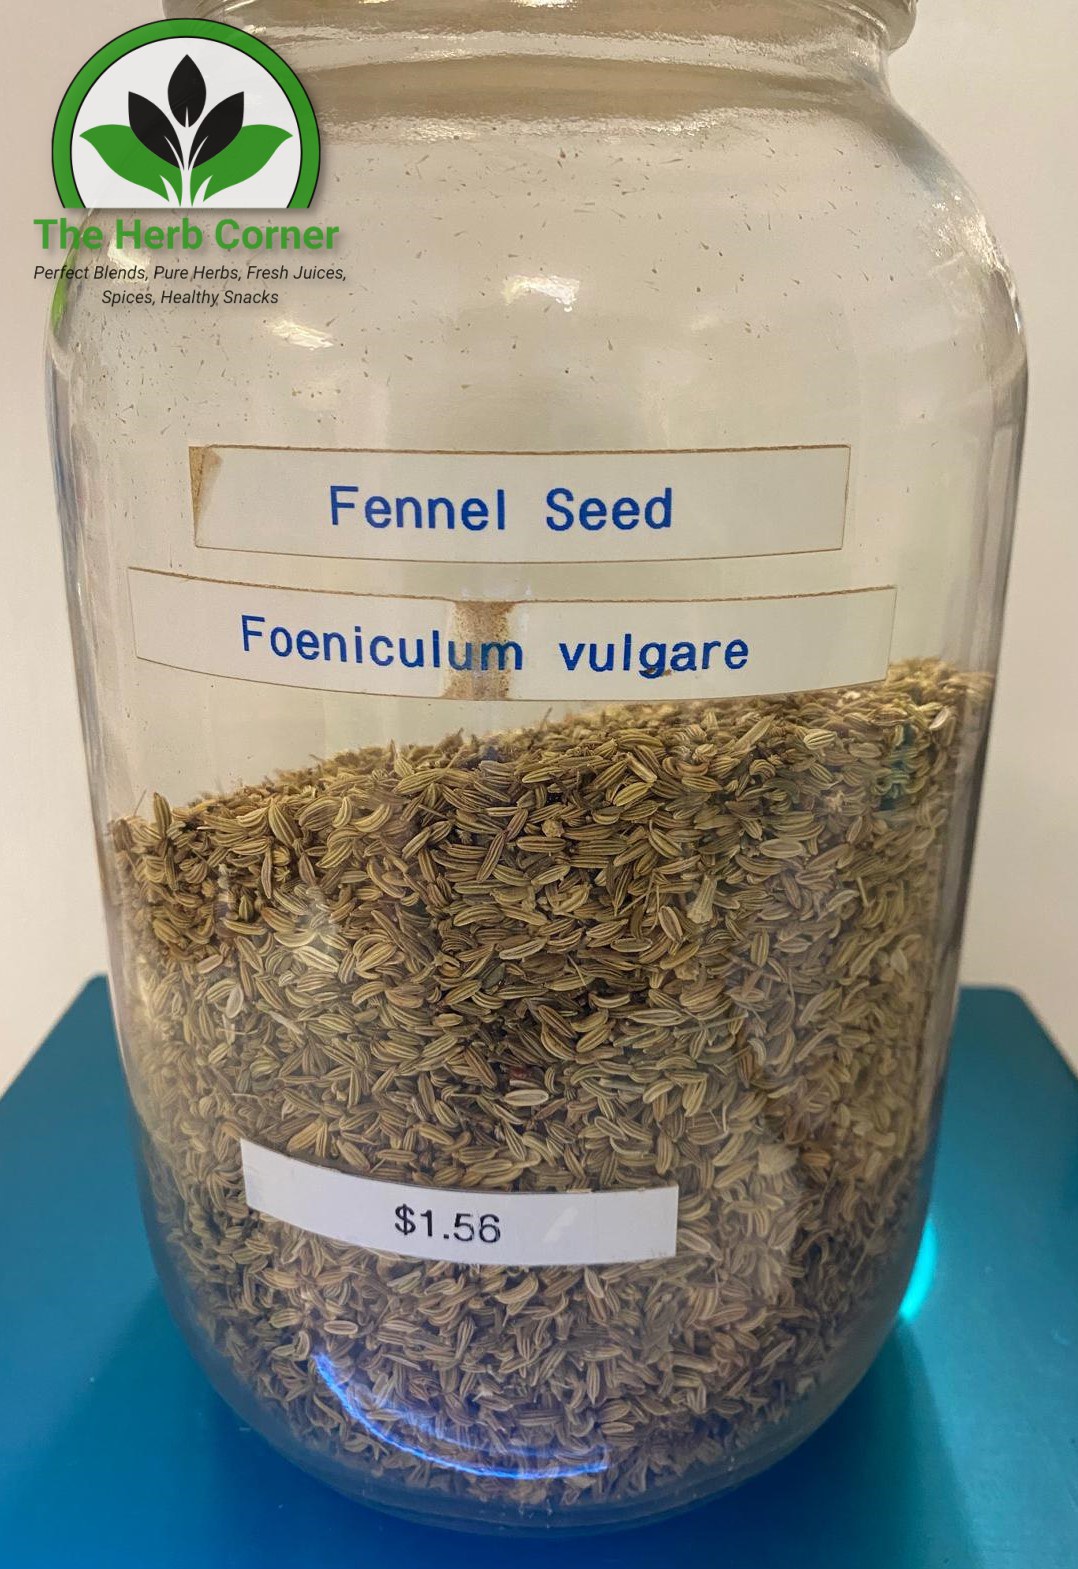 The Herb Corner
Perfect Blends, Pure Herbs, Fresh Juices,
Spices, Healthy Snacks
Fennel Seed
Foeniculum vulgare
$1.56